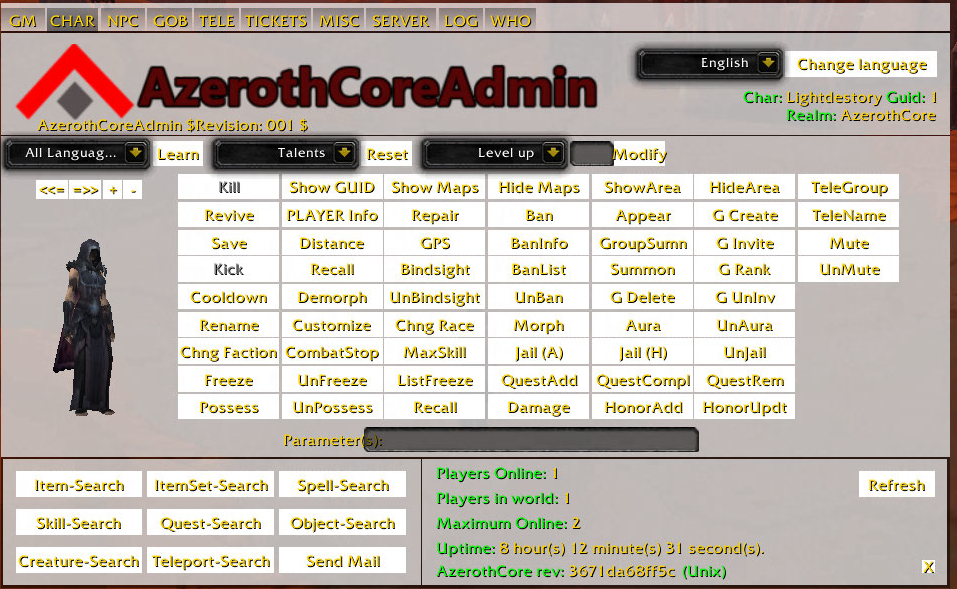 GM CHAR NPC GOB TELE TICKETS MISC SERVER LOG WHO
AzerothCoreAdmin
English Change language
Char: Lightdestory Guid: 1
Realm: AzerothCore
AzerothCoreAdmin $Revision: 001 $
All Languag... Learn Talents Reset Level up Modify
<<= =>> + -
Kill Show GUID Show Maps Hide Maps ShowArea HideArea TeleGroup
Revive PLAYER Info Repair Ban Appear G Create TeleName
Save Distance GPS BanInfo GroupSumn G Invite Mute
Kick Recall Bindsight BanList Summon G Rank UnMute
Cooldown Demorph UnBindsight UnBan G Delete G UnInv
Rename Customize Chng Race Morph Aura UnAura
Chng Faction CombatStop MaxSkill Jail (A) Jail (H) UnJail
Freeze UnFreeze ListFreeze QuestAdd QuestCompl QuestRem
Possess UnPossess Recall Damage HonorAdd HonorUpdt
Parameter(s):
Item-Search ItemSet-Search Spell-Search
Skill-Search Quest-Search Object-Search
Creature-Search Teleport-Search Send Mail
Players Online: 1
Players in world: 1
Maximum Online: 2
Uptime: 8 hour(s) 12 minute(s) 31 second(s).
AzerothCore rev: 3671da68ff5c (Unix)
Refresh
X